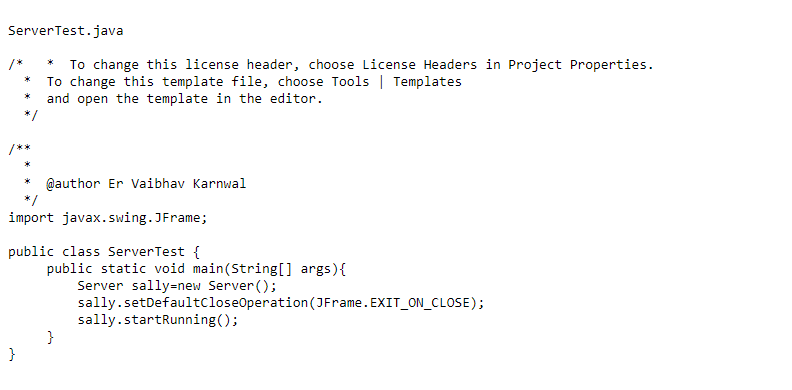 ServerTest.java
/*   *  To change this license header, choose License Headers in Project Properties.
  *  To change this template file, choose Tools | Templates
  *  and open the template in the editor.
  */
/**
  *
  *  @author Er Vaibhav Karnwal
  */
import javax.swing.JFrame;
public class ServerTest {
     public static void main(String[] args){
         Server sally=new Server();
         sally.setDefaultCloseOperation(JFrame.EXIT_ON_CLOSE);
         sally.startRunning();
     }
}